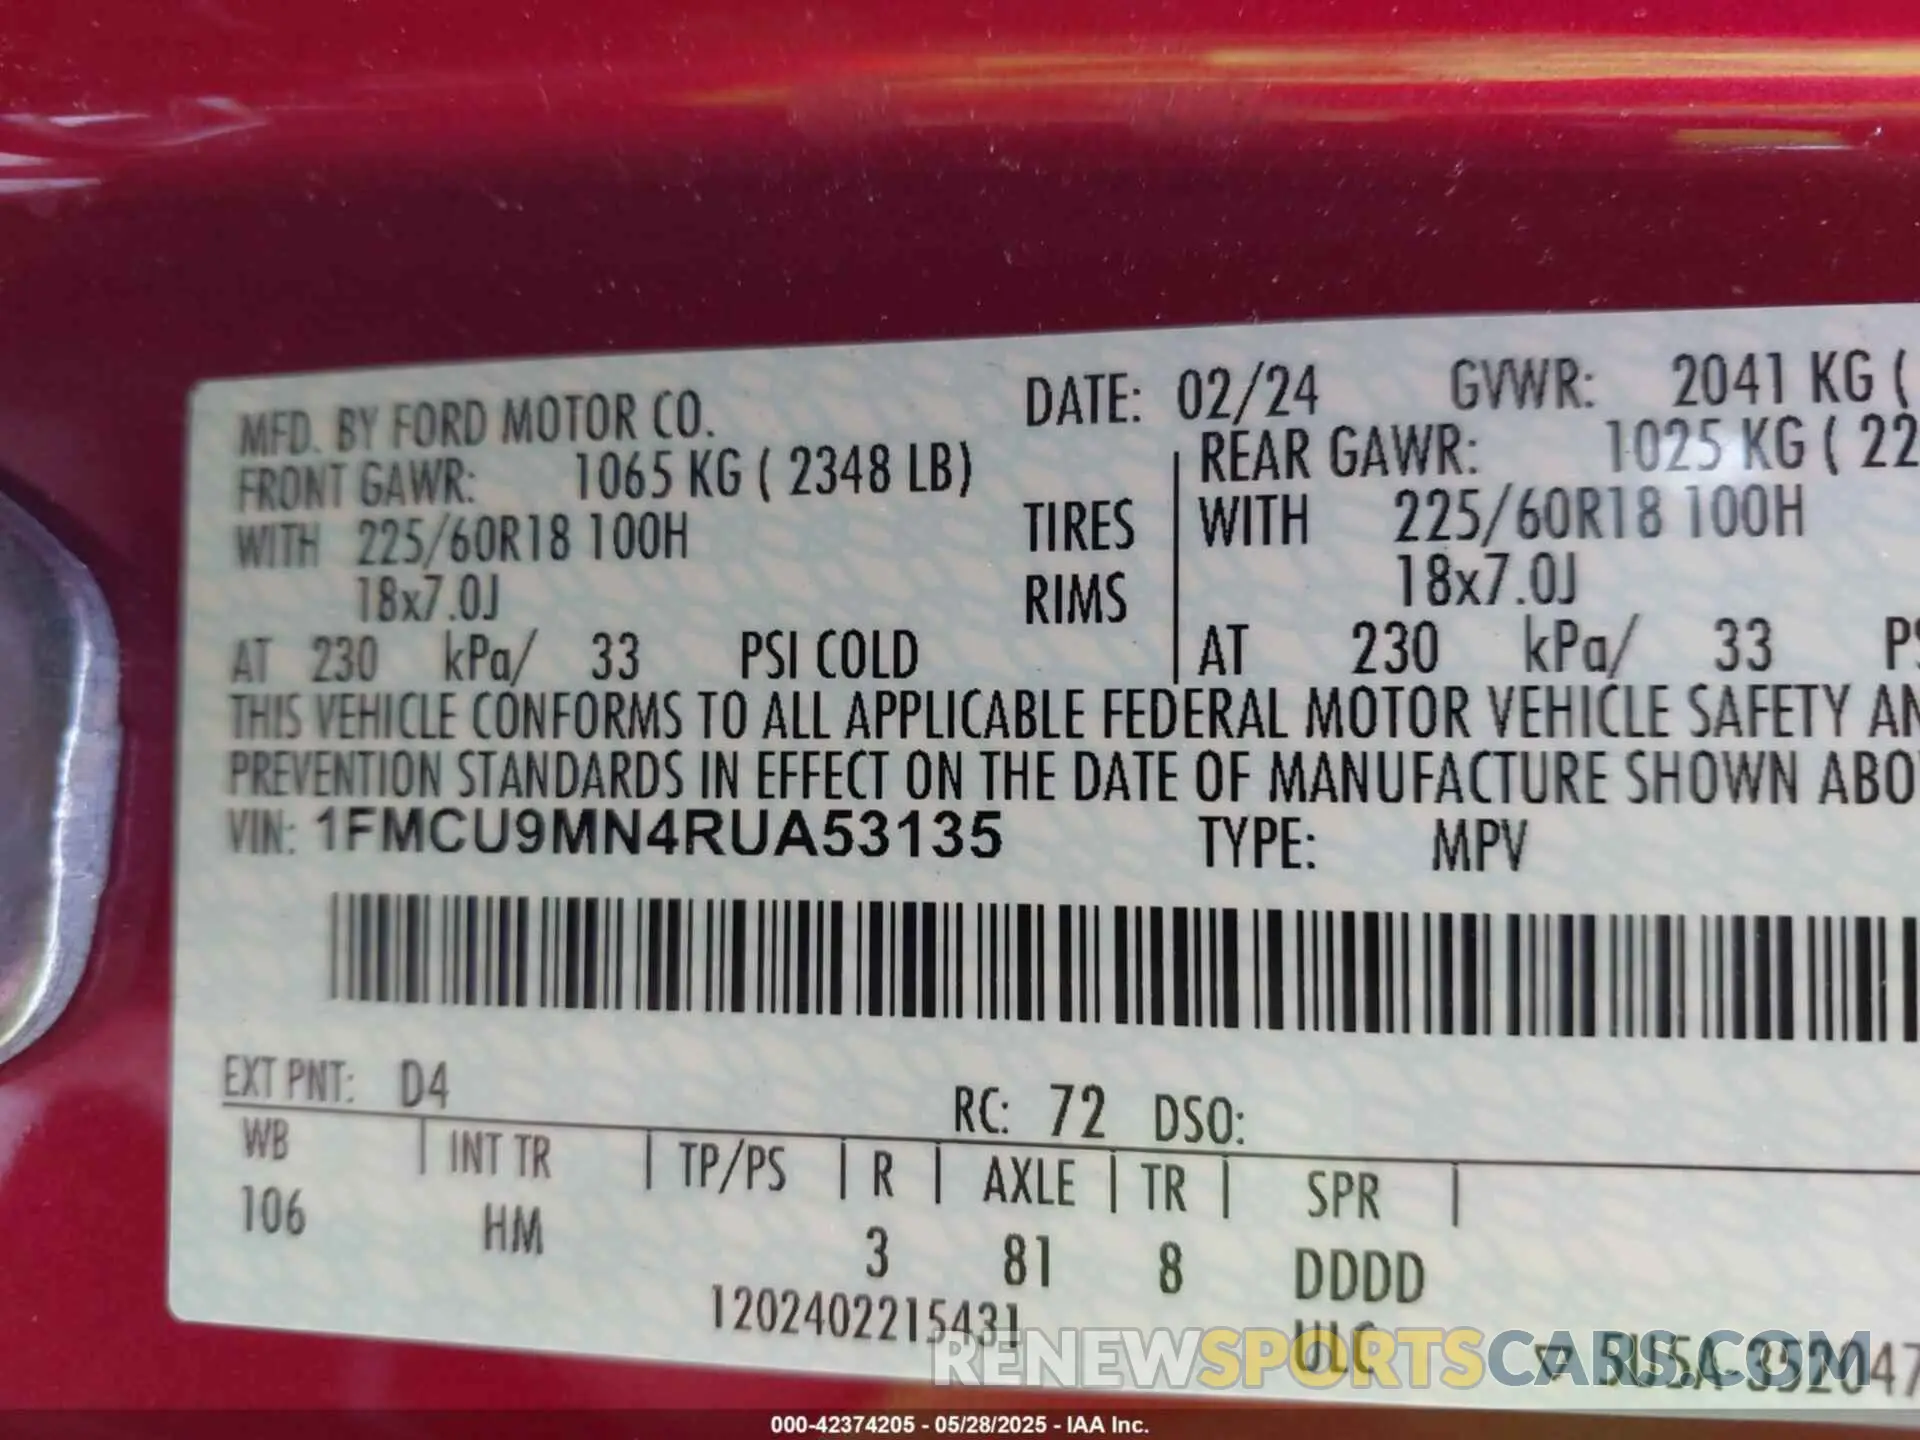 MFD. BY FORD MOTOR CO. DATE: 02/24 GVWR: 2041 KG (
FRONT GAWR: 1065 KG ( 2348 LB) REAR GAWR: 1025 KG ( 22
WITH 225/60R18 100H TIRES WITH 225/60R18 100H
18x7.0J RIMS 18x7.0J
AT 230 kPa/ 33 PSI COLD AT 230 kPa/ 33 PS
THIS VEHICLE CONFORMS TO ALL APPLICABLE FEDERAL MOTOR VEHICLE SAFETY AN
PREVENTION STANDARDS IN EFFECT ON THE DATE OF MANUFACTURE SHOWN ABO
VIN: 1FMCU9MN4RUA53135 TYPE: MPV
EXT PNT: D4 RC: 72 DSO:
WB | INT TR | TP/PS | R | AXLE | TR | SPR |
106 HM 3 81 8 DDDD
1202402215431 ULC 5U5A-352047
RENEWSPORTSCARS.COM
000-42374205 - 05/28/2025 - IAA Inc.